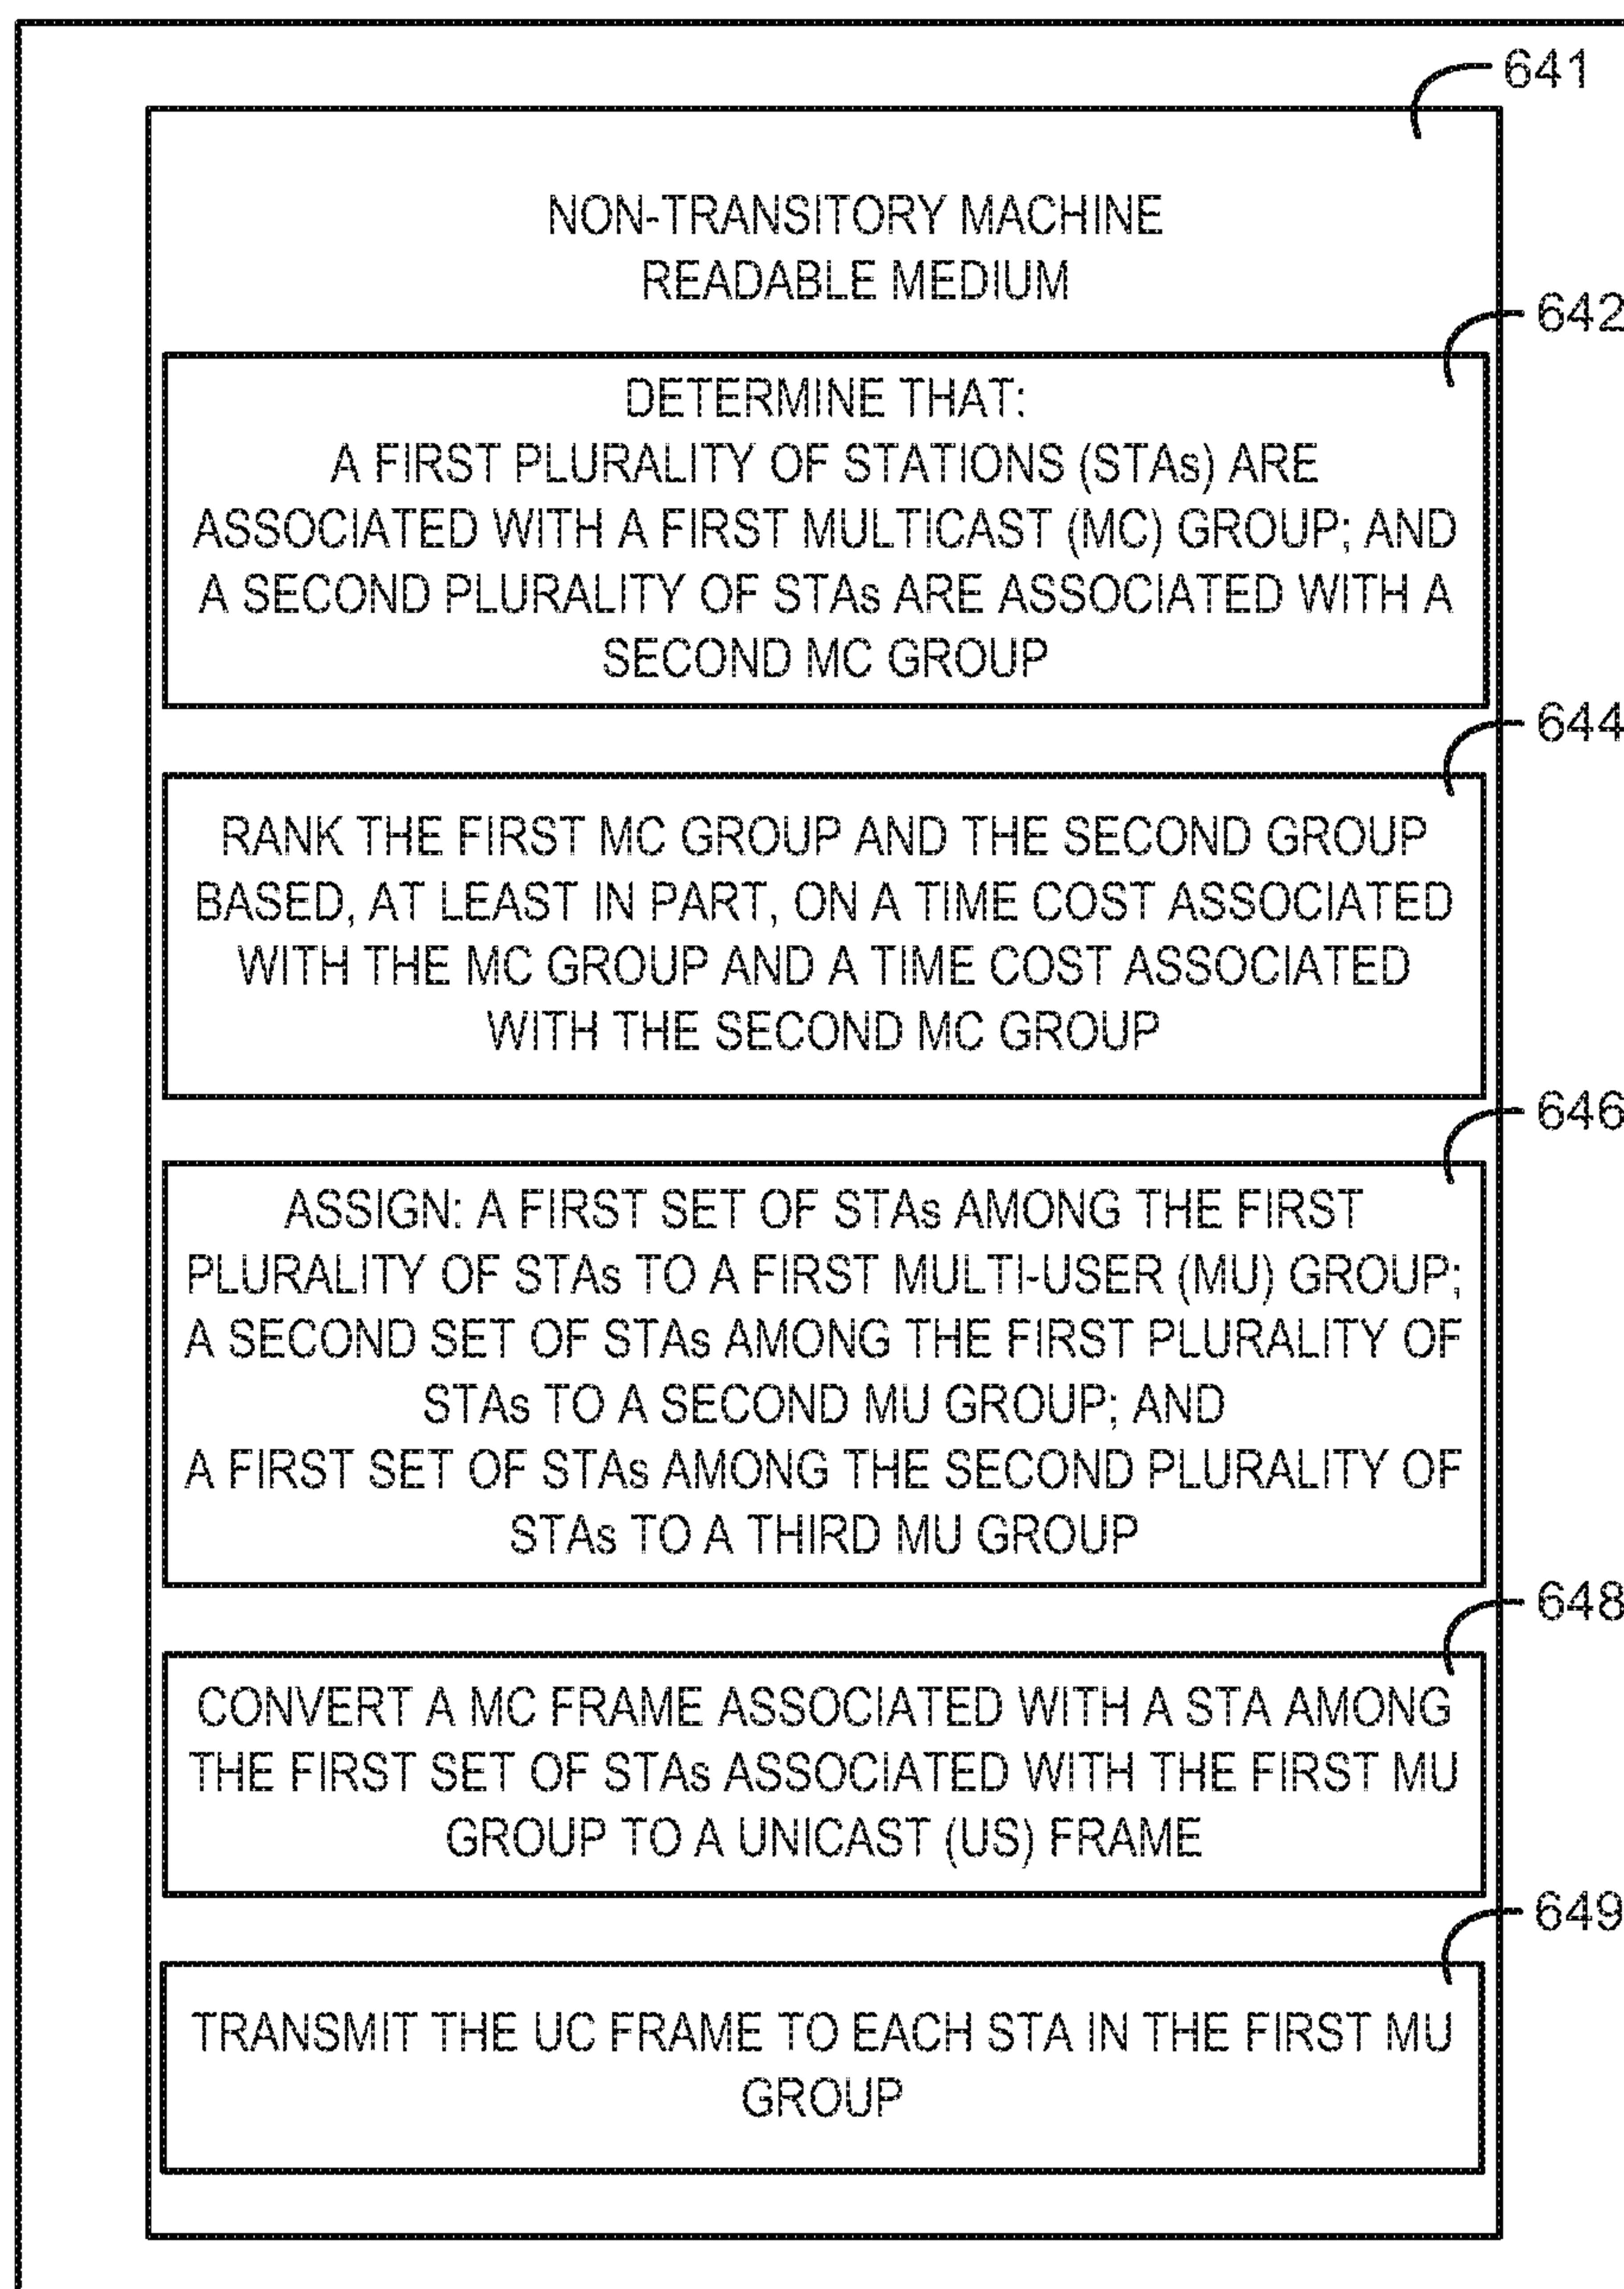 641
NON-TRANSITORY MACHINE
READABLE MEDIUM
642
DETERMINE THAT:
A FIRST PLURALITY OF STATIONS (STAs) ARE
ASSOCIATED WITH A FIRST MULTICAST (MC) GROUP; AND
A SECOND PLURALITY OF STAs ARE ASSOCIATED WITH A
SECOND MC GROUP
644
RANK THE FIRST MC GROUP AND THE SECOND GROUP
BASED, AT LEAST IN PART, ON A TIME COST ASSOCIATED
WITH THE MC GROUP AND A TIME COST ASSOCIATED
WITH THE SECOND MC GROUP
646
ASSIGN: A FIRST SET OF STAs AMONG THE FIRST
PLURALITY OF STAs TO A FIRST MULTI-USER (MU) GROUP;
A SECOND SET OF STAs AMONG THE FIRST PLURALITY OF
STAs TO A SECOND MU GROUP; AND
A FIRST SET OF STAs AMONG THE SECOND PLURALITY OF
STAs TO A THIRD MU GROUP
648
CONVERT A MC FRAME ASSOCIATED WITH A STA AMONG
THE FIRST SET OF STAs ASSOCIATED WITH THE FIRST MU
GROUP TO A UNICAST (US) FRAME
649
TRANSMIT THE UC FRAME TO EACH STA IN THE FIRST MU
GROUP